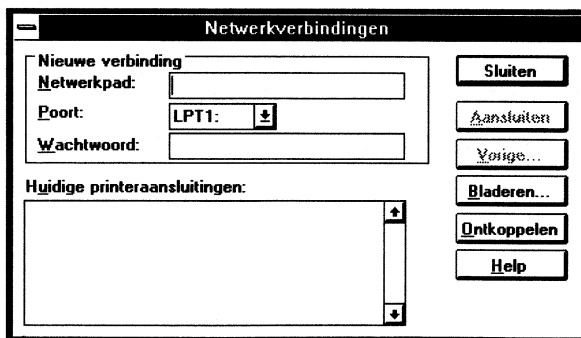 Netwerkverbindingen
Nieuwe verbinding
Netwerkpad:
Poort:
LPT1:
Wachtwoord:
Huidige printeraansluitingen:
Sluiten
Aansluiten
Vorige...
Bladeren...
Ontkoppelen
Help